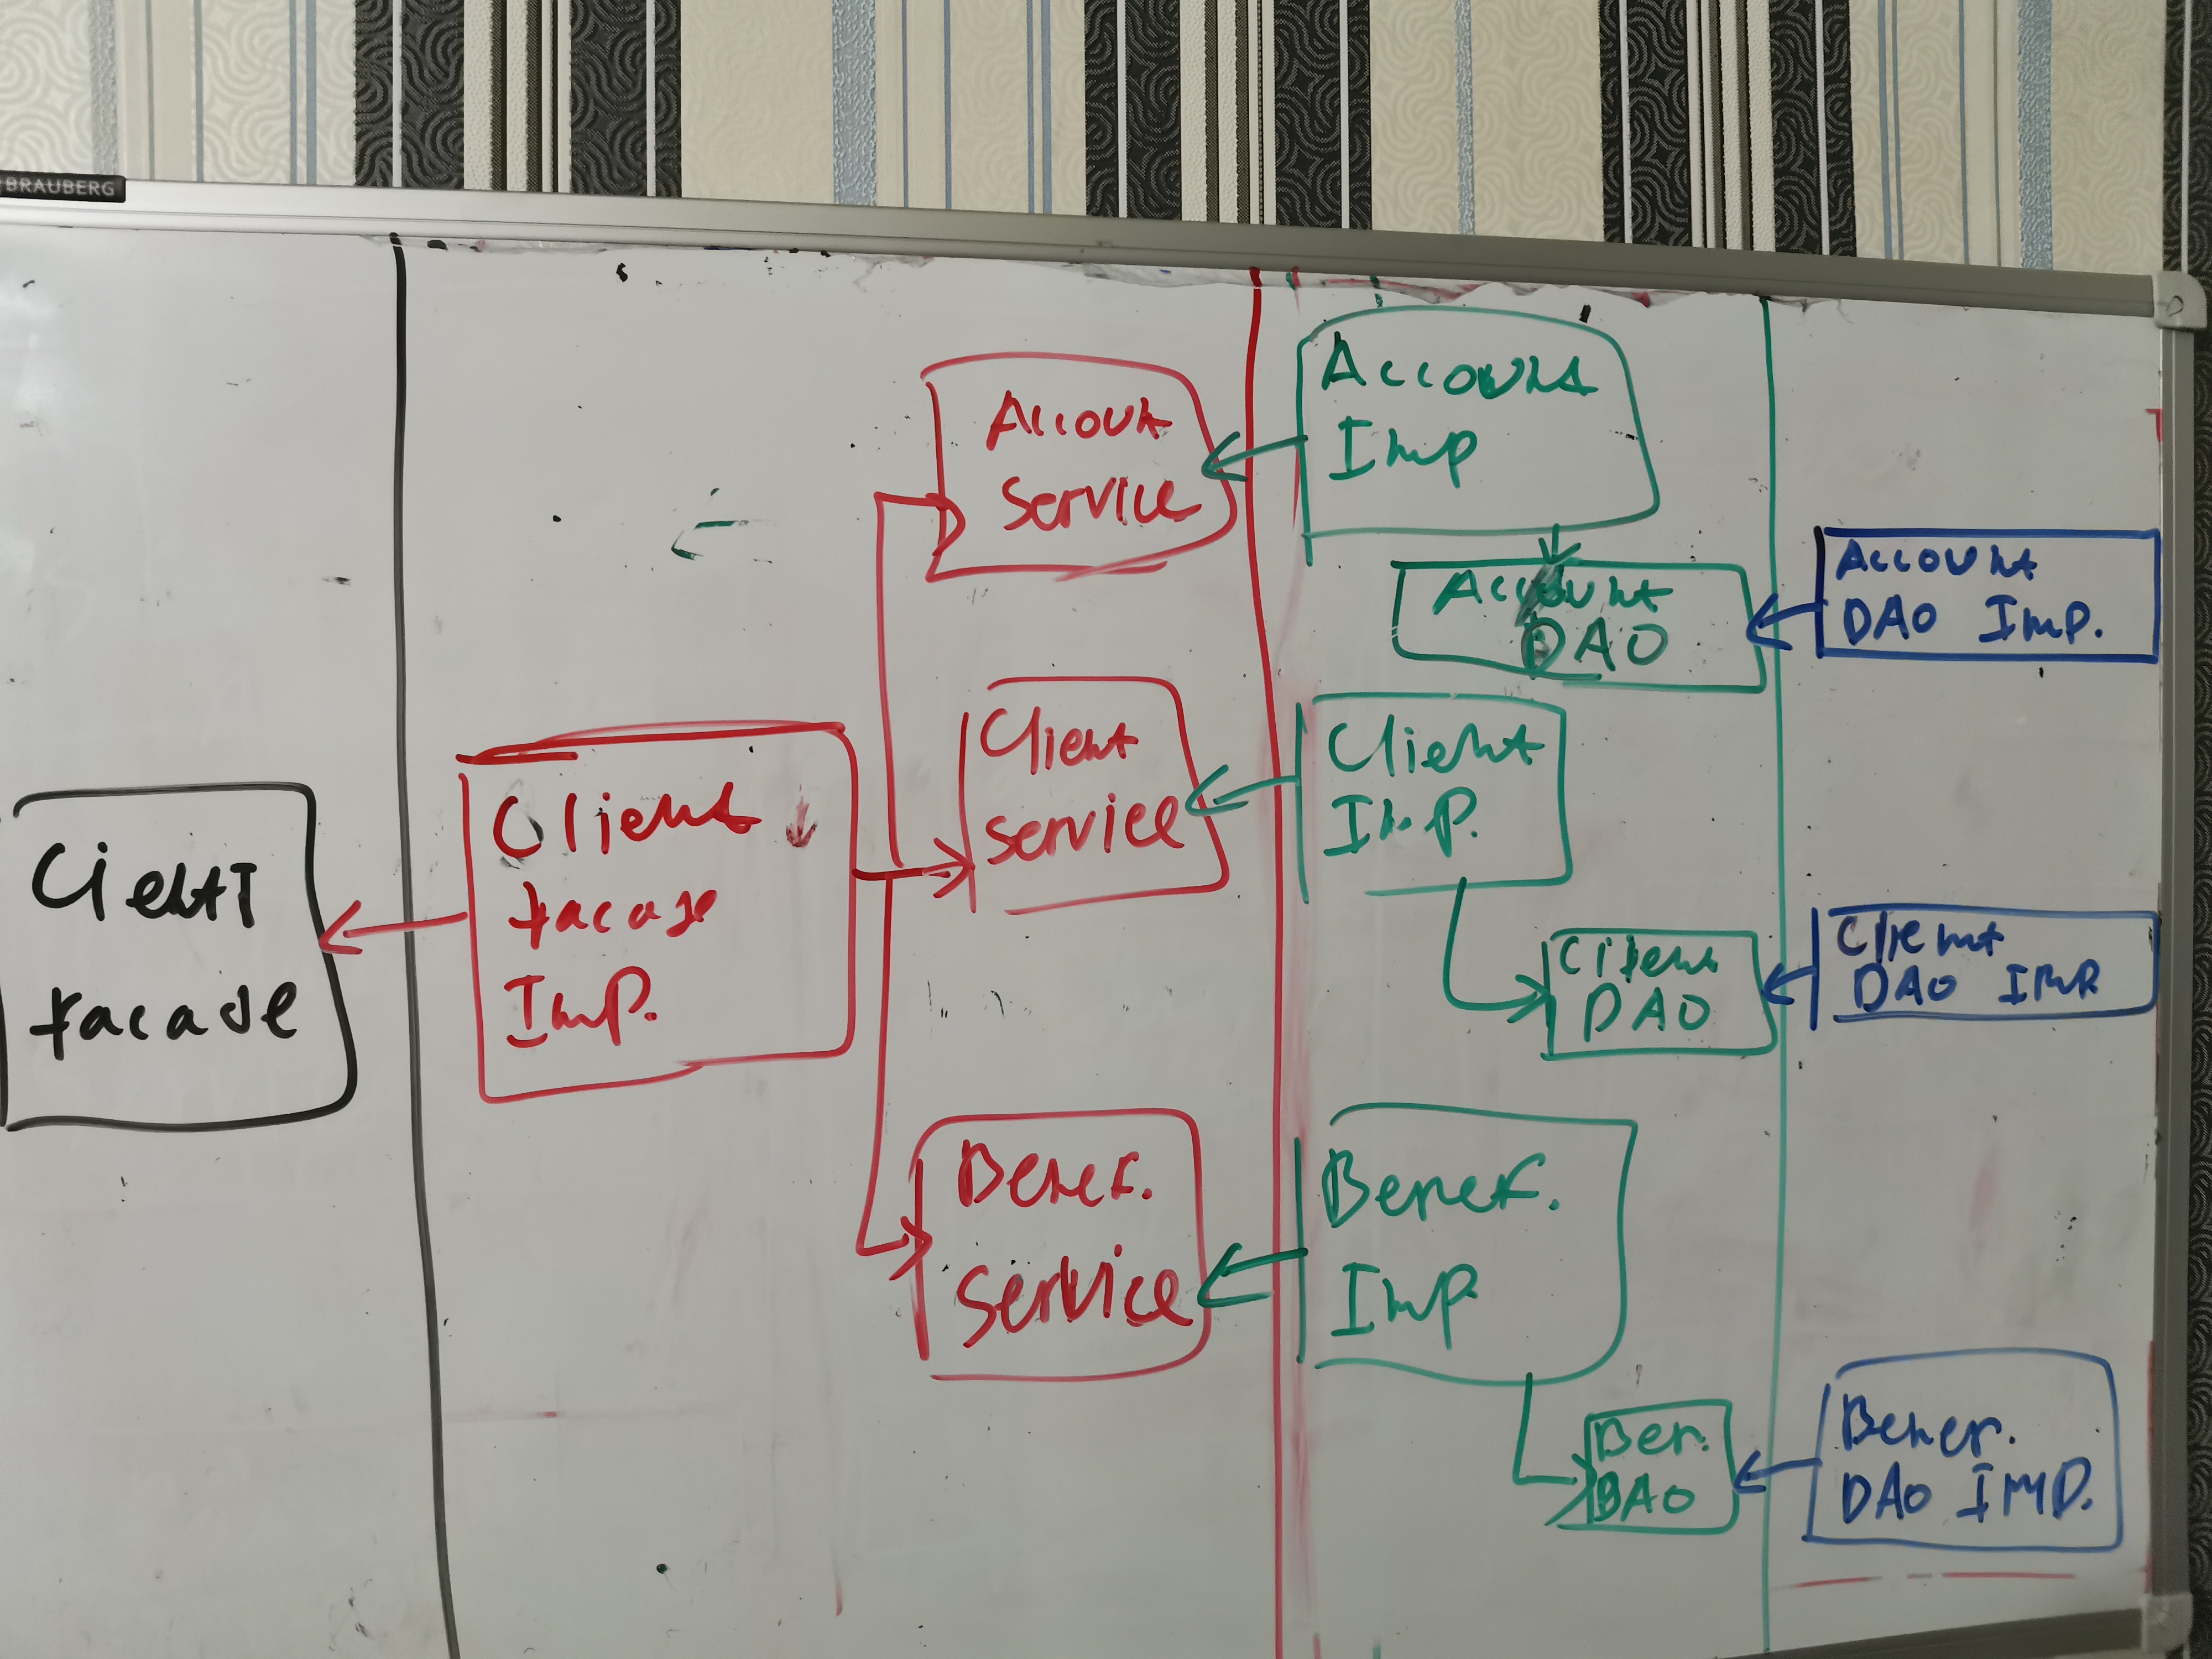 BRAUBERG
Client
facade
Client
facade
Imp.
Account
Service
Client
service
Benef.
Service
Account
Imp
Account
DAO
Client
Imp.
Client
DAO
Benef.
Imp
Ben.
DAO
Account
DAO Imp.
Client
DAO Imp
Benef.
DAO IMP.